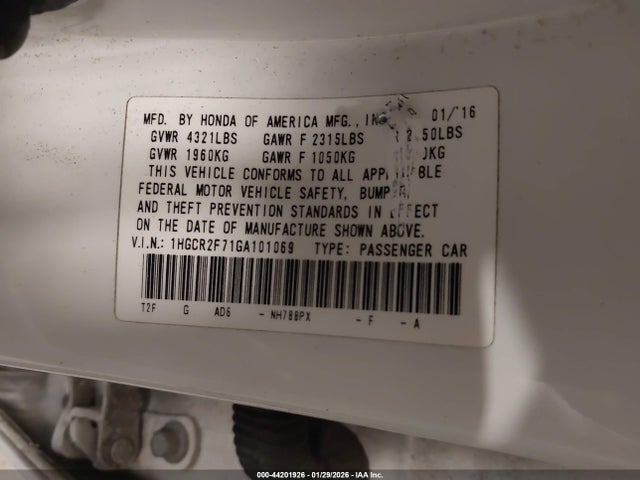 MFD. BY HONDA OF AMERICA MFG., INC 01/'16
GVWR 4321LBS GAWR F 2315LBS
GVWR 1960KG GAWR F 1050KG
THIS VEHICLE CONFORMS TO ALL
FEDERAL MOTOR VEHICLE SAFETY,
AND THEFT PREVENTION STANDARDS IN EFFECT
ON THE DATE OF MANUFACTURE SHOWN ABOVE.
V.I.N.: 1HGCR2F71GA101069 TYPE: PASSENGER CAR
T2F G AD5 - NH788PX - F - A
000-44201926 - 01/29/2026 - IAA Inc.